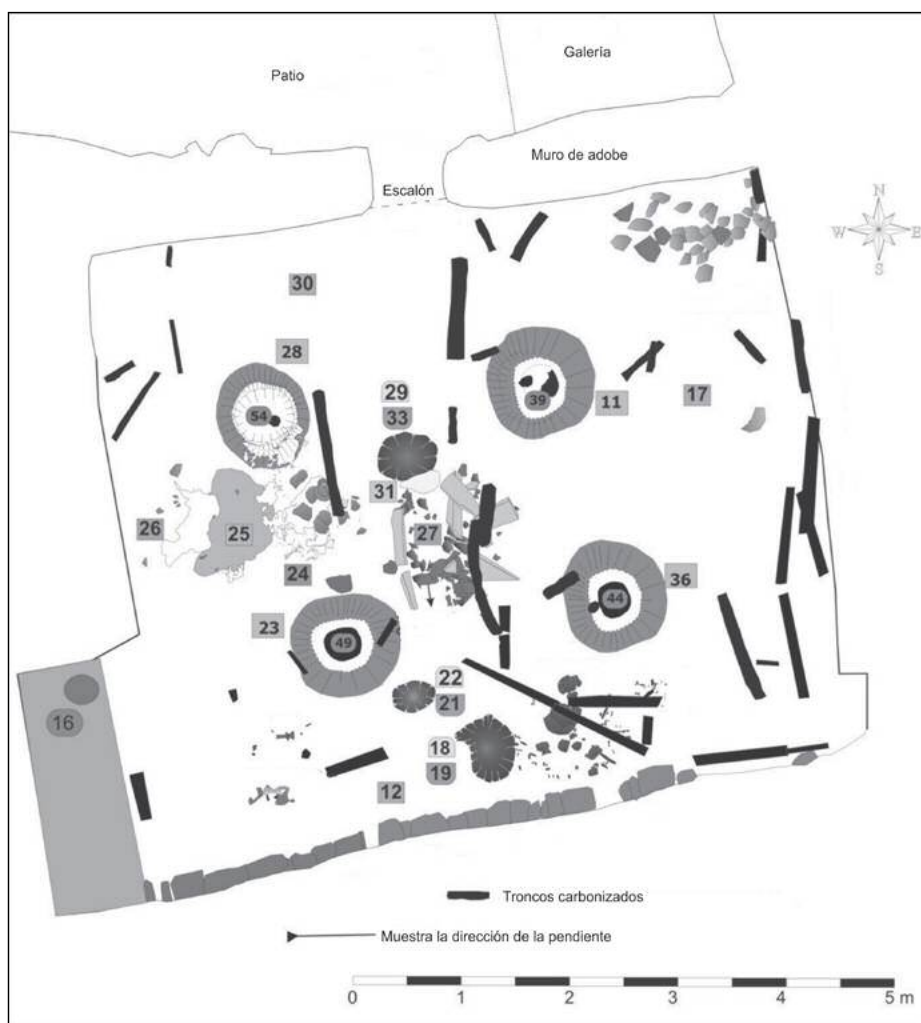 Galería
Patio
Muro de adobe
Escalón
N
W E
S
30
28
29
33
54
39
11
17
31
26
25
27
24
36
44
23
49
22
21
16
18
19
12
Troncos carbonizados
Muestra la dirección de la pendiente
0 1 2 3 4 5 m